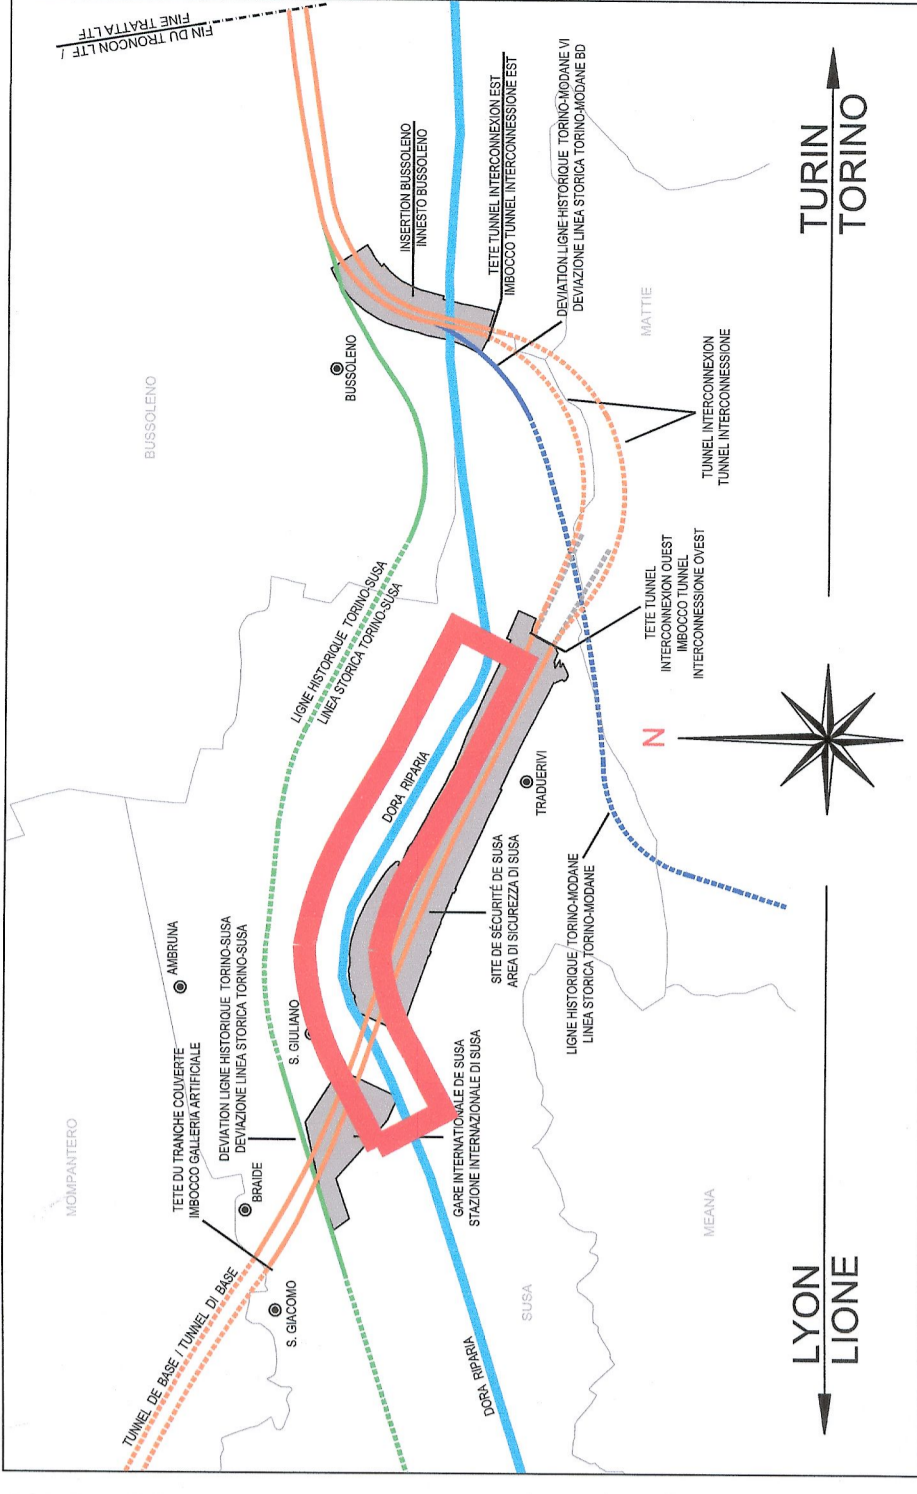 FIN DU TRONCON LTF /
FINE TRATTA LTF
INSERTION BUSSOLENO
INNESTO BUSSOLENO
TETE TUNNEL INTERCONNEXION EST
IMBOCCO TUNNEL INTERCONNESSIONE EST
DEVIATION LIGNE HISTORIQUE TORINO-MODANE VI
DEVIAZIONE LINEA STORICA TORINO-MODANE BD
TURIN
TORINO
BUSSOLENO
BUSSOLENO
MATTIE
TUNNEL INTERCONNEXION
TUNNEL INTERCONNESSIONE
LIGNE HISTORIQUE TORINO-SUSA
LINEA STORICA TORINO-SUSA
TETE TUNNEL
INTERCONNEXION OUEST
IMBOCCO TUNNEL
INTERCONNESSIONE OVEST
N
DORA RIPARIA
TRADUERIVI
AMBRUNA
SITE DE SÉCURITÉ DE SUSA
AREA DI SICUREZZA DI SUSA
LIGNE HISTORIQUE TORINO-MODANE
LINEA STORICA TORINO-MODANE
DEVIATION LIGNE HISTORIQUE TORINO-SUSA
DEVIAZIONE LINEA STORICA TORINO-SUSA
S. GIULIANO
TETE DU TRANCHE COUVERTE
IMBOCCO GALLERIA ARTIFICIALE
GARE INTERNATIONALE DE SUSA
STAZIONE INTERNAZIONALE DI SUSA
MOMPANTERO
BRAIDE
MEANA
TUNNEL DE BASE / TUNNEL DI BASE
S. GIACOMO
SUSA
DORA RIPARIA
LYON
LIONE